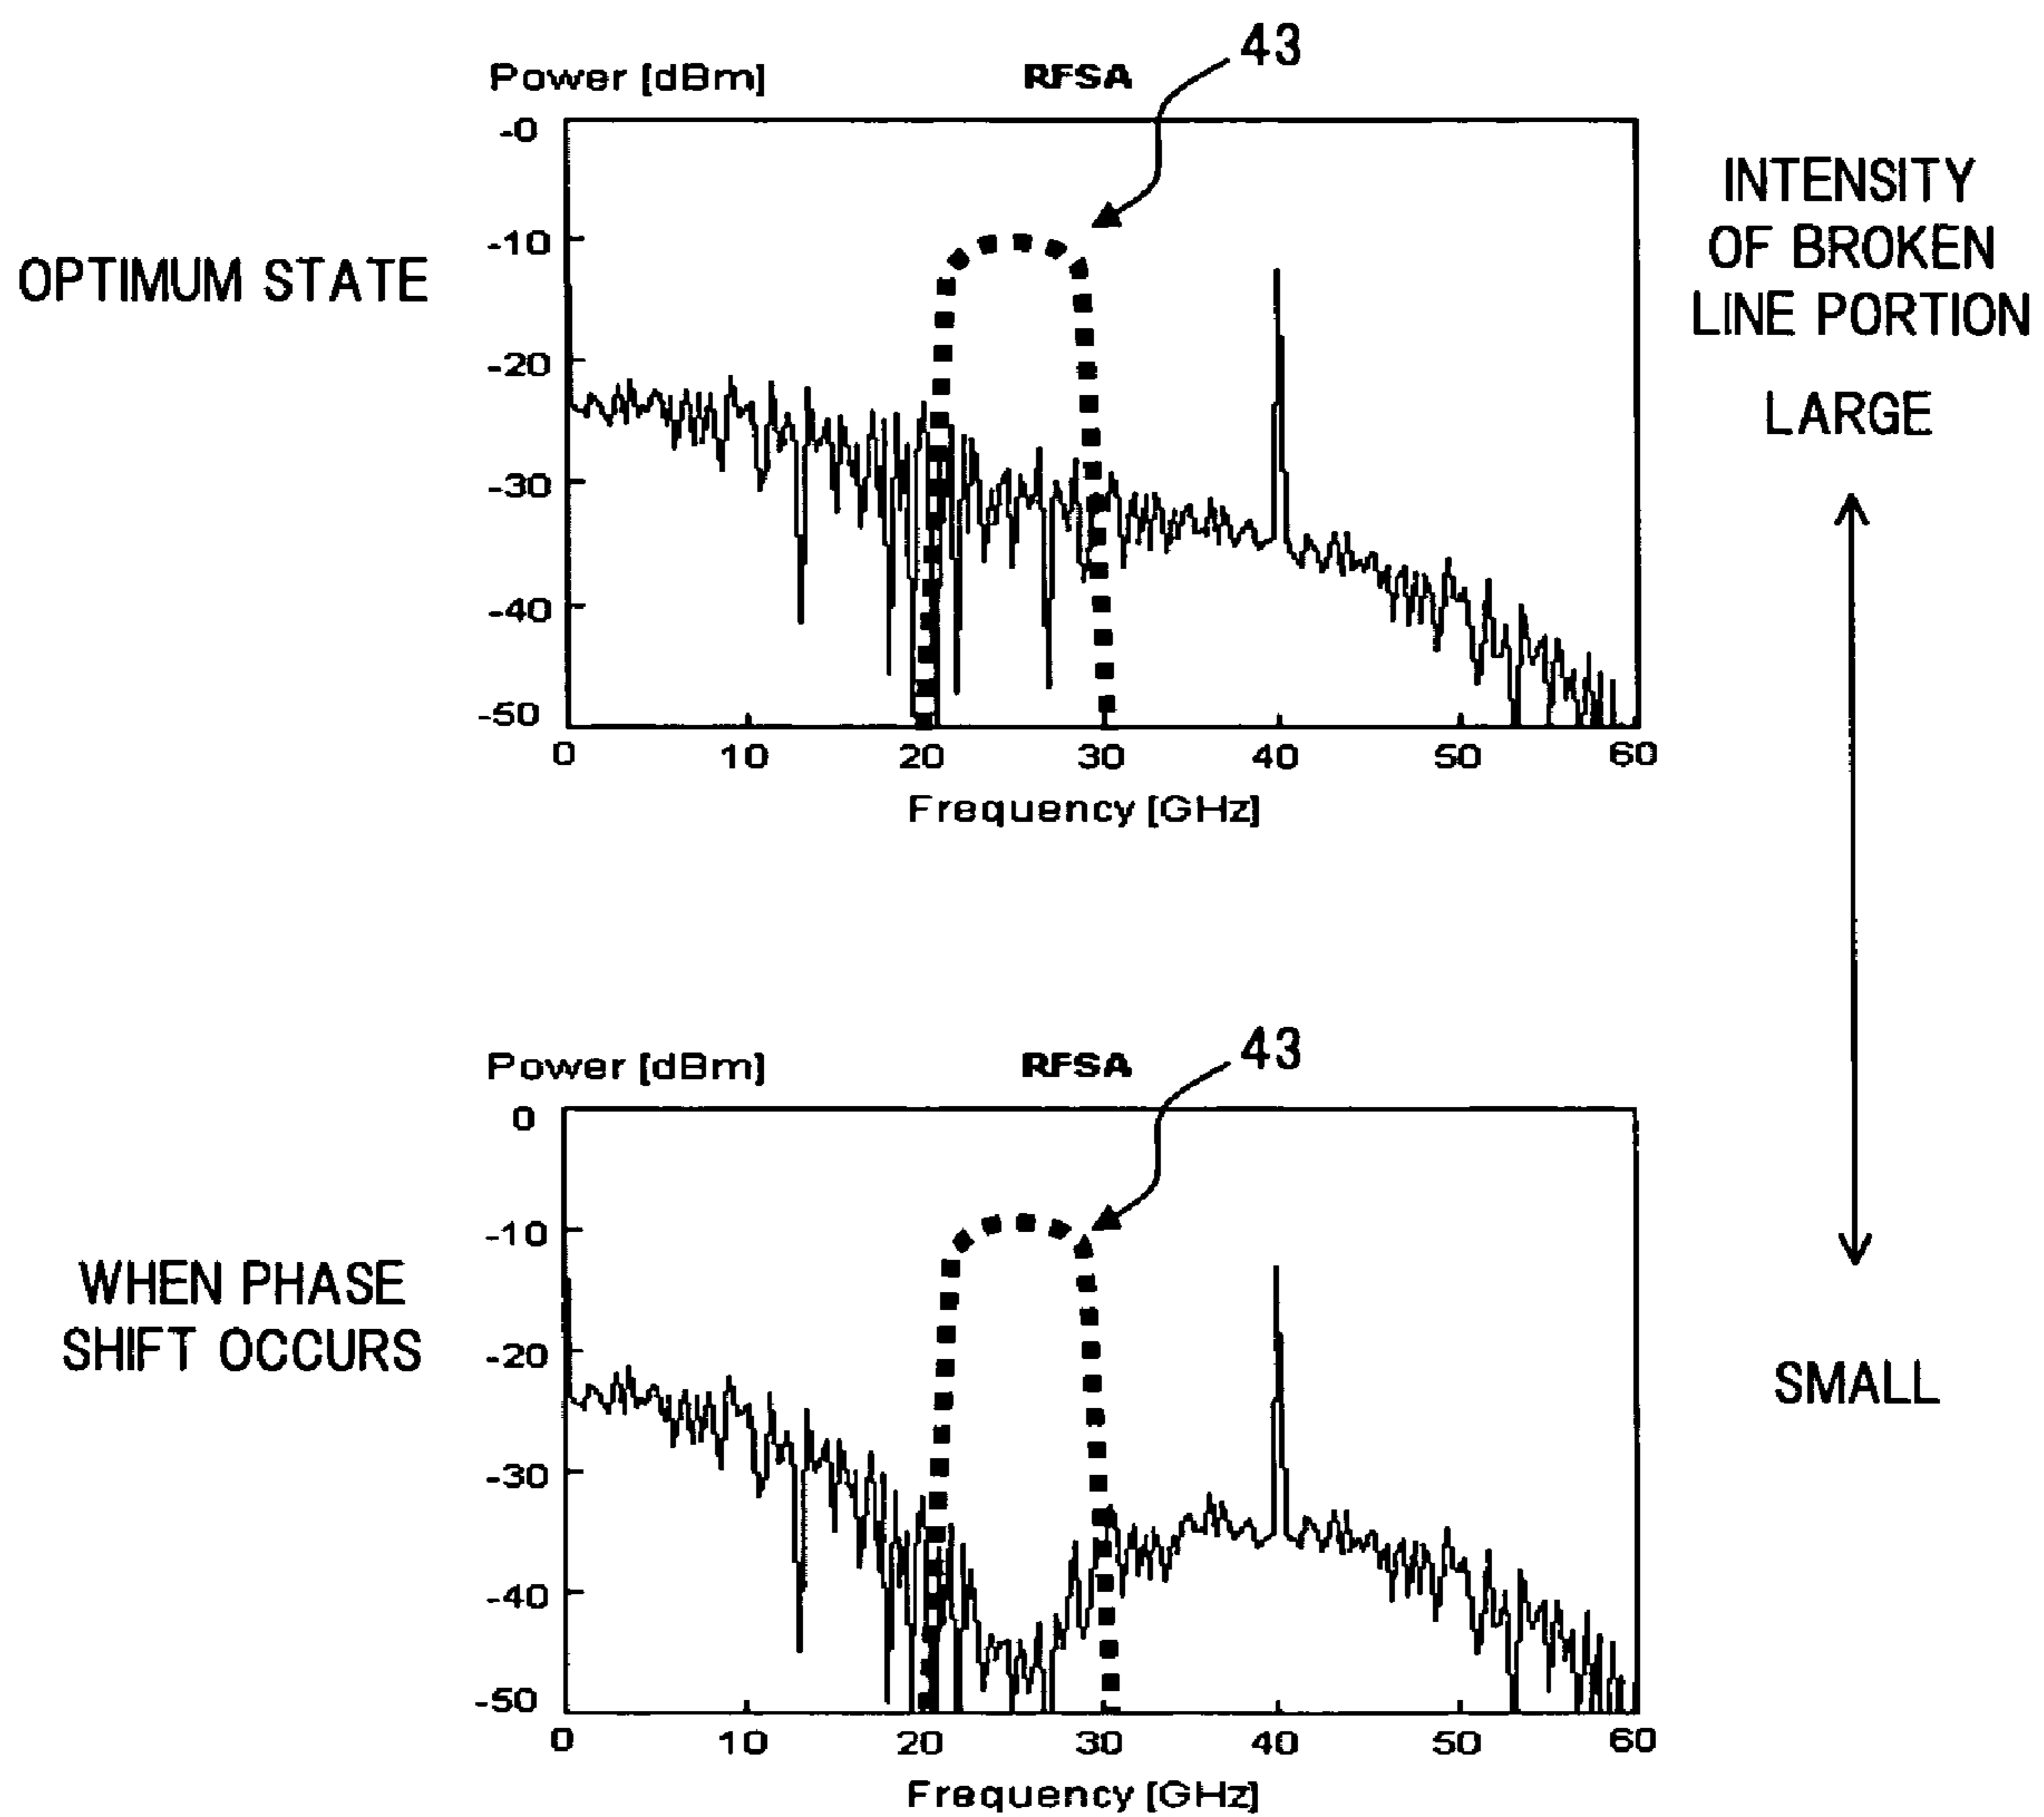 43
Power [dBm]
RFSA
-0
-10
-20
-30
-40
-50
0
10
20
30
40
50
60
Frequency [GHz]
OPTIMUM STATE
INTENSITY
OF BROKEN
LINE PORTION
LARGE
43
Power [dBm]
RFSA
0
-10
-20
-30
-40
-50
0
10
20
30
40
50
60
Frequency [GHz]
WHEN PHASE
SHIFT OCCURS
SMALL